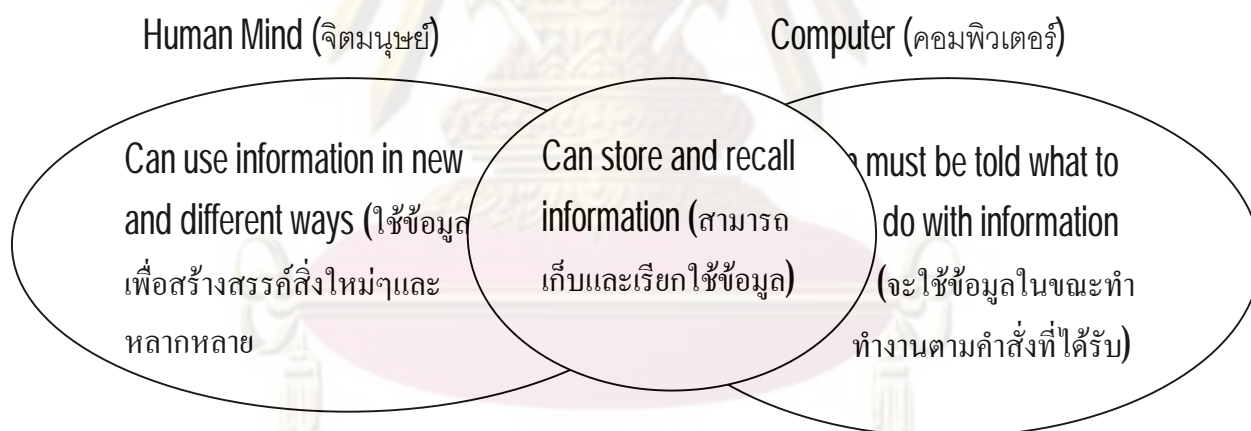 Human Mind (จิตมนุษย์)
Computer (คอมพิวเตอร์)
Can use information in new
and different ways (ใช้ข้อมูล
เพื่อสร้างสรรค์สิ่งใหม่ๆและ
หลากหลาย
Can store and recall
information (สามารถ
เก็บและเรียกใช้ข้อมูล)
must be told what to
do with information
(จะใช้ข้อมูลในขณะทำ
ทำงานตามคำสั่งที่ได้รับ)